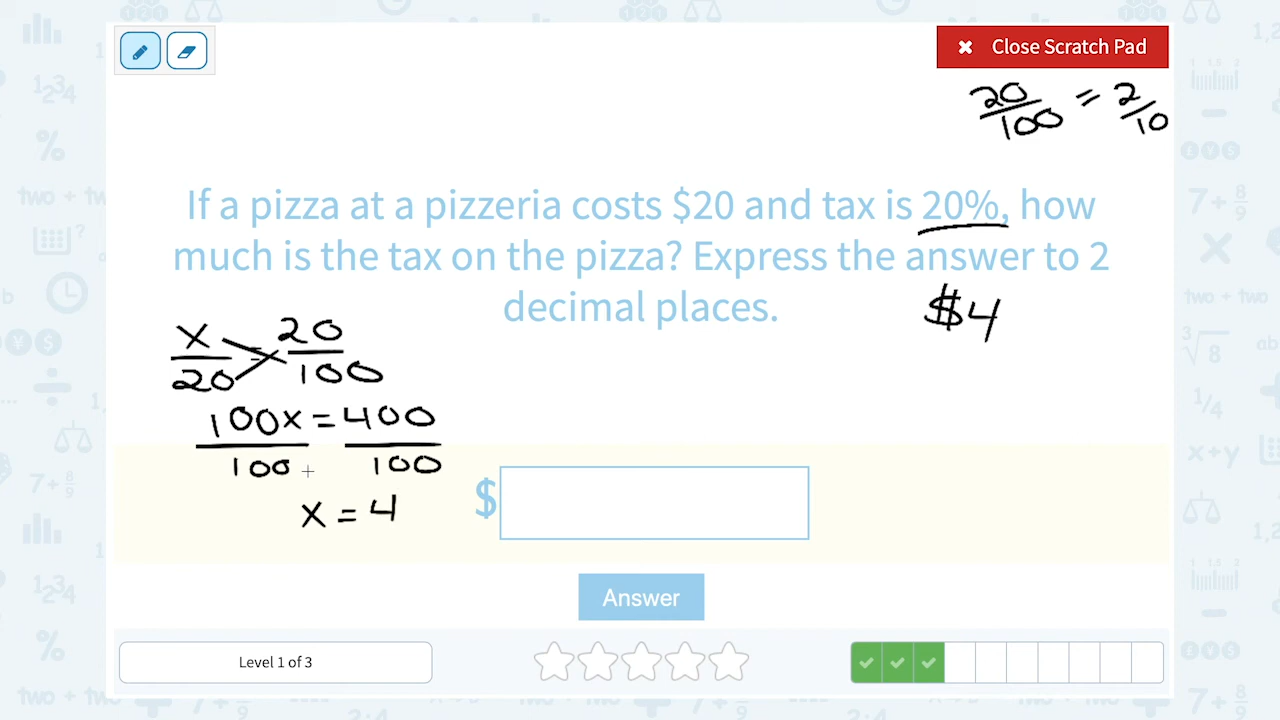 Close Scratch Pad
20/100 = 2/10
If a pizza at a pizzeria costs $20 and tax is 20%, how
much is the tax on the pizza? Express the answer to 2
decimal places.
$4
x/20 = 20/100
100x = 400
100 100
x = 4
$
Answer
Level 1 of 3